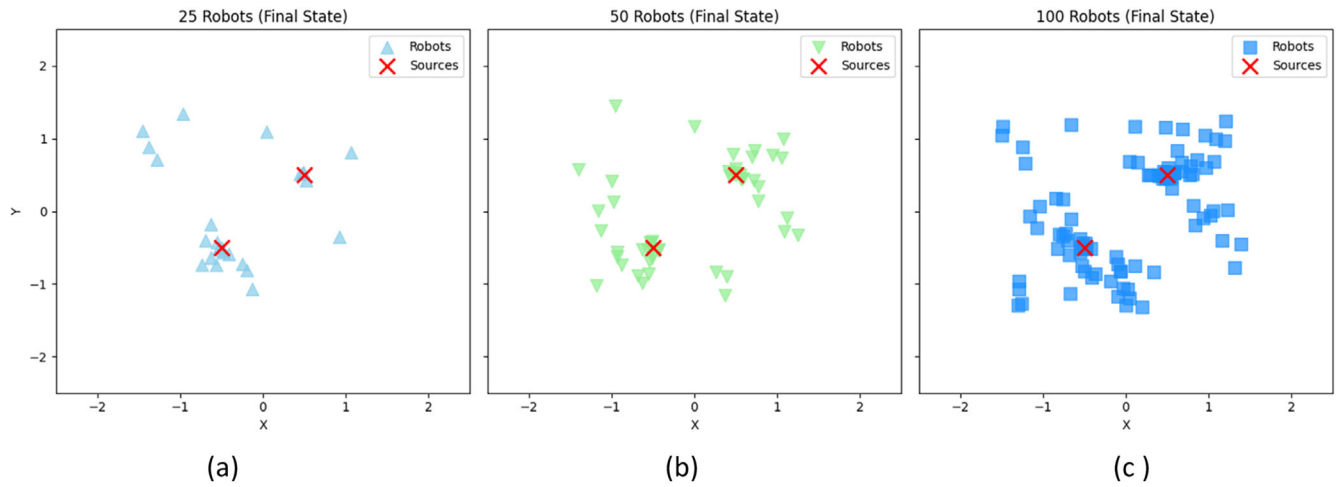 25 Robots (Final State)
50 Robots (Final State)
100 Robots (Final State)
Robots
Sources
Robots
Sources
Robots
Sources
Y
2
1
0
−1
−2
−2 −1 0 1 2
−2 −1 0 1 2
−2 −1 0 1 2
X
X
X
(a)
(b)
(c )